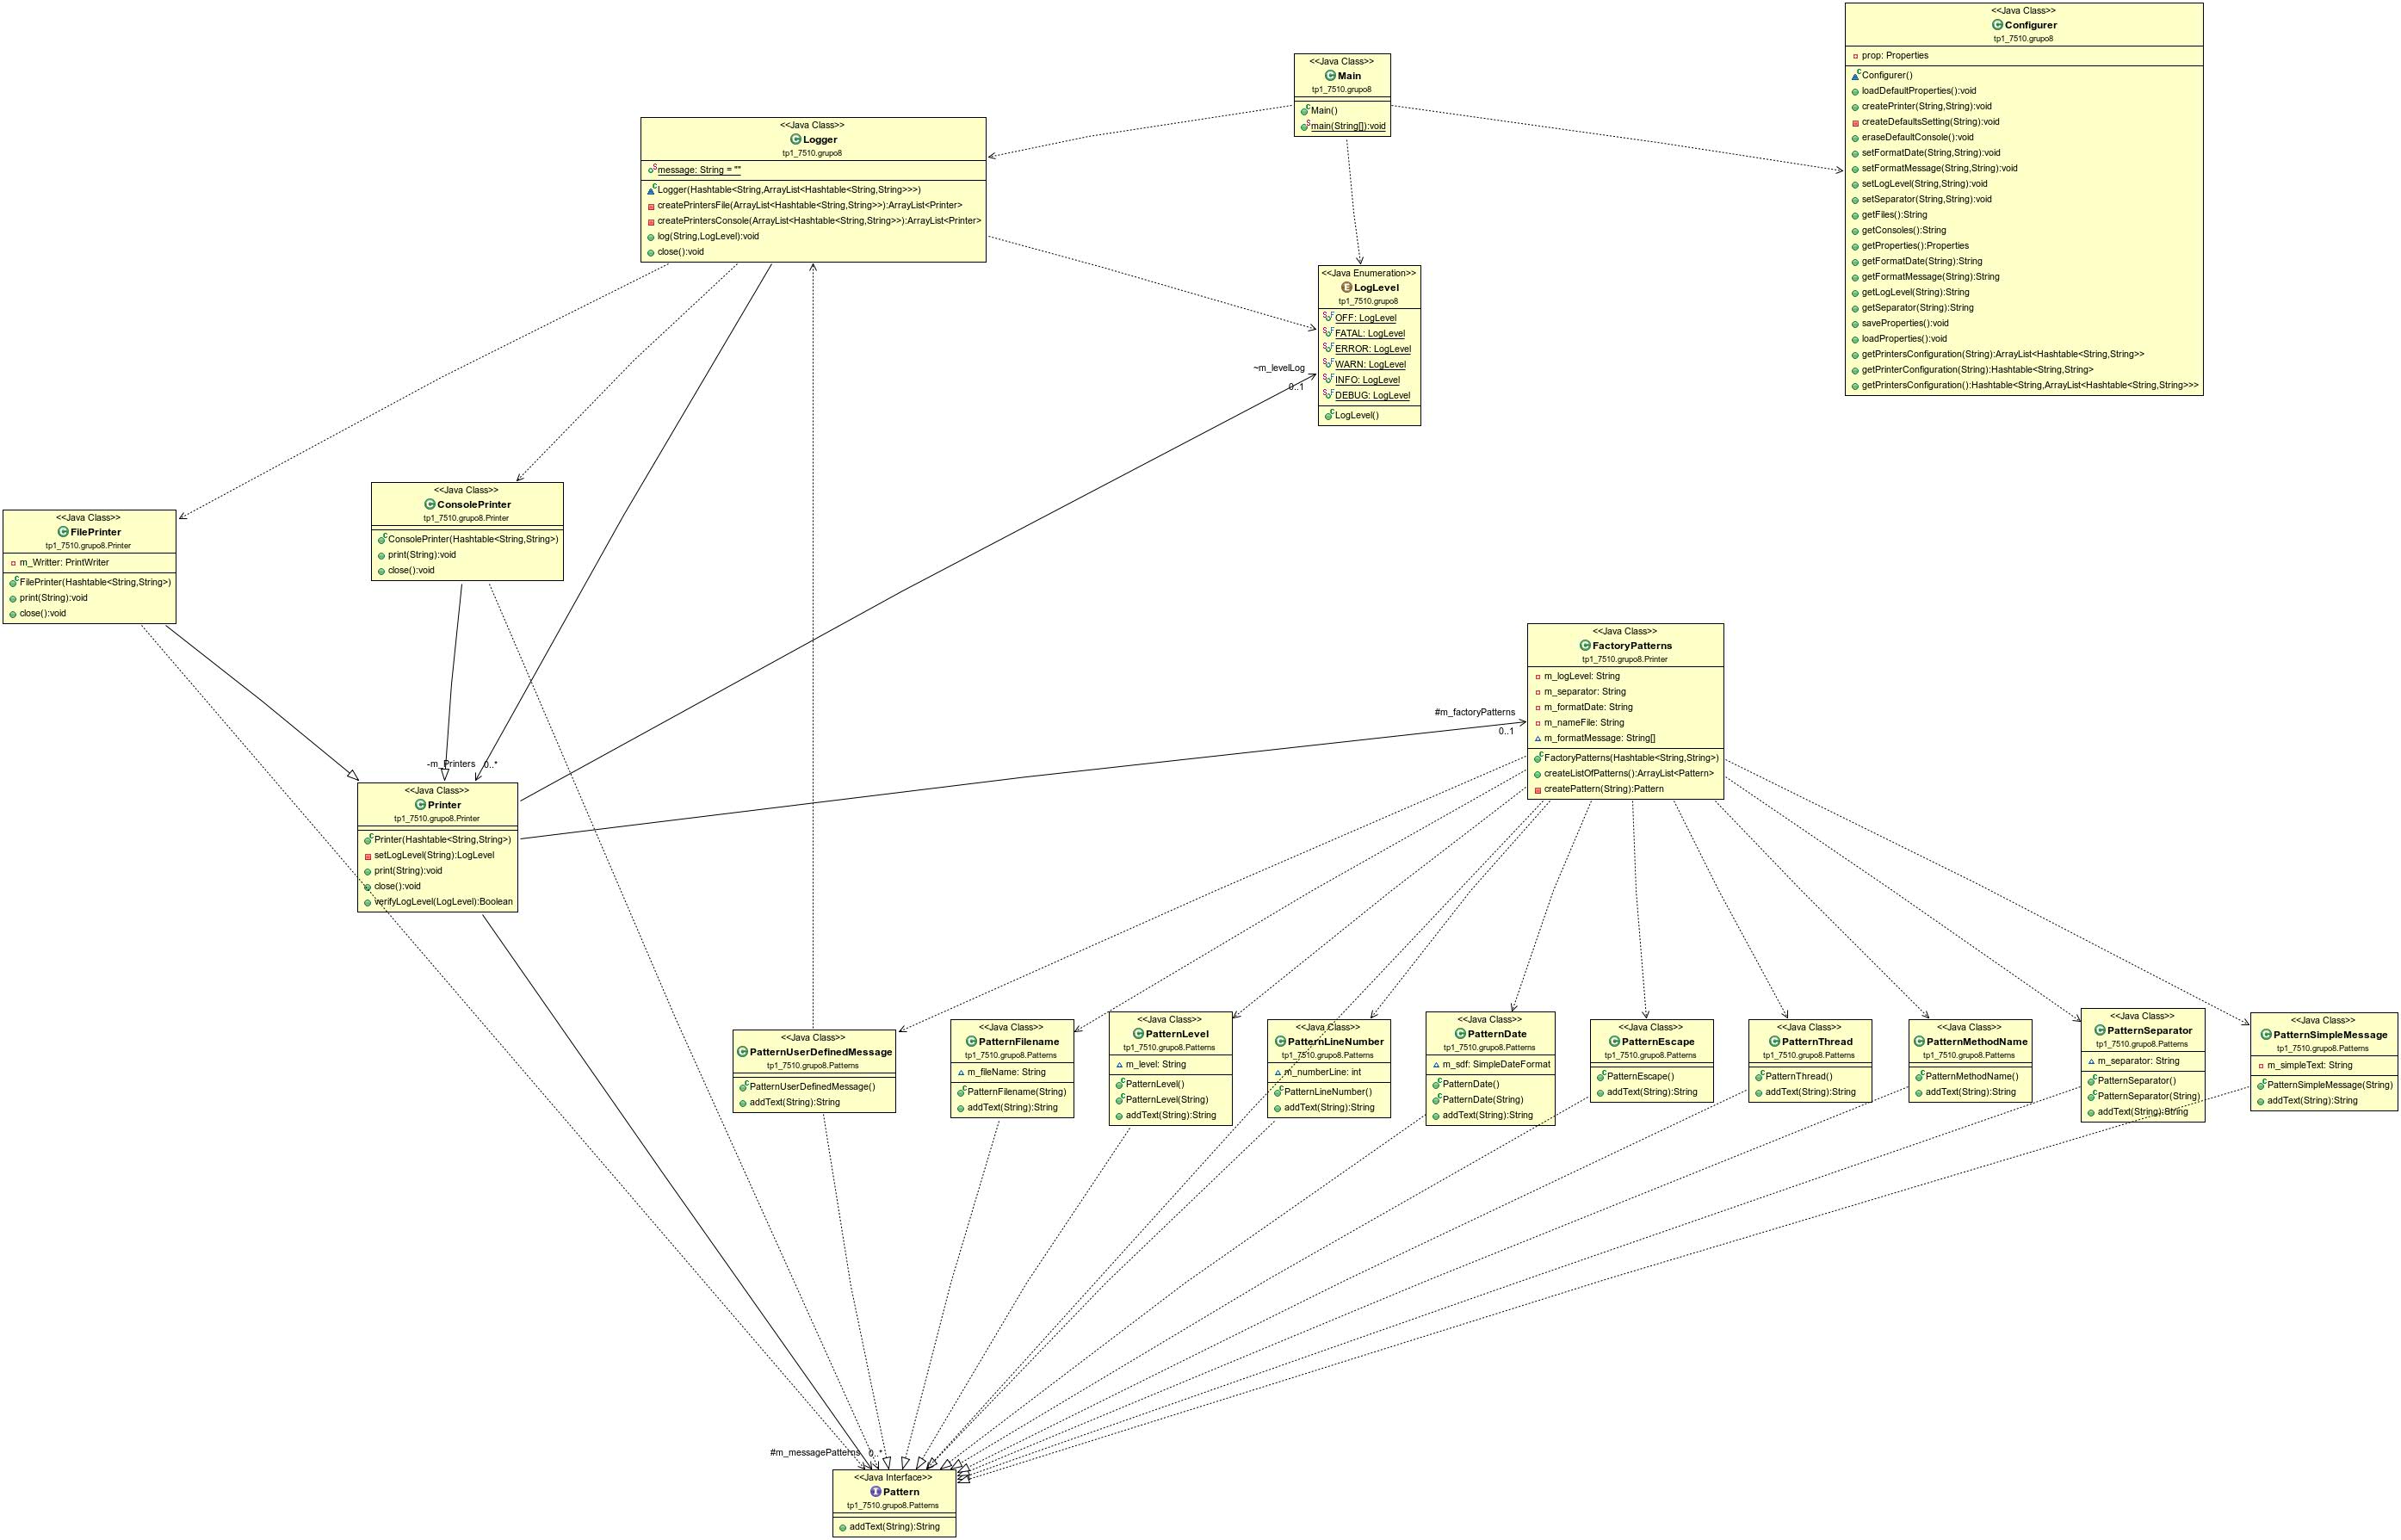 <<Java Class>>
Configurer
tp1_7510.grupo8
prop: Properties
Configurer()
loadDefaultProperties():void
createPrinter(String,String):void
createDefaultsSetting(String):void
eraseDefaultConsole():void
setFormatDate(String,String):void
setFormatMessage(String,String):void
setLogLevel(String,String):void
setSeparator(String,String):void
getFiles():String
getConsoles():String
getProperties():Properties
getFormatDate(String):String
getFormatMessage(String):String
getLogLevel(String):String
getSeparator(String):String
saveProperties():void
loadProperties():void
getPrintersConfiguration(String):ArrayList<Hashtable<String,String>>
getPrinterConfiguration(String):Hashtable<String,String>
getPrintersConfiguration():Hashtable<String,ArrayList<Hashtable<String,String>>>
<<Java Class>>
Main
tp1_7510.grupo8
Main()
main(String[]):void
<<Java Class>>
Logger
tp1_7510.grupo8
message: String = ""
Logger(Hashtable<String,ArrayList<Hashtable<String,String>>>)
createPrintersFile(ArrayList<Hashtable<String,String>>):ArrayList<Printer>
createPrintersConsole(ArrayList<Hashtable<String,String>>):ArrayList<Printer>
log(String,LogLevel):void
close():void
<<Java Enumeration>>
LogLevel
tp1_7510.grupo8
OFF: LogLevel
FATAL: LogLevel
ERROR: LogLevel
WARN: LogLevel
INFO: LogLevel
DEBUG: LogLevel
LogLevel()
~m_levelLog
0..1
<<Java Class>>
ConsolePrinter
tp1_7510.grupo8.Printer
ConsolePrinter(Hashtable<String,String>)
print(String):void
close():void
<<Java Class>>
FilePrinter
tp1_7510.grupo8.Printer
m_Writter: PrintWriter
FilePrinter(Hashtable<String,String>)
print(String):void
close():void
<<Java Class>>
FactoryPatterns
tp1_7510.grupo8.Printer
m_logLevel: String
m_separator: String
m_formatDate: String
m_nameFile: String
m_formatMessage: String[]
FactoryPatterns(Hashtable<String,String>)
createListOfPatterns():ArrayList<Pattern>
createPattern(String):Pattern
#m_factoryPatterns
0..1
-m_Printers
0..*
<<Java Class>>
Printer
tp1_7510.grupo8.Printer
Printer(Hashtable<String,String>)
setLogLevel(String):LogLevel
print(String):void
close():void
verifyLogLevel(LogLevel):Boolean
<<Java Class>>
PatternUserDefinedMessage
tp1_7510.grupo8.Patterns
PatternUserDefinedMessage()
addText(String):String
<<Java Class>>
PatternFilename
tp1_7510.grupo8.Patterns
m_fileName: String
PatternFilename(String)
addText(String):String
<<Java Class>>
PatternLevel
tp1_7510.grupo8.Patterns
m_level: String
PatternLevel()
PatternLevel(String)
addText(String):String
<<Java Class>>
PatternLineNumber
tp1_7510.grupo8.Patterns
m_numberLine: int
PatternLineNumber()
addText(String):String
<<Java Class>>
PatternDate
tp1_7510.grupo8.Patterns
m_sdf: SimpleDateFormat
PatternDate()
PatternDate(String)
addText(String):String
<<Java Class>>
PatternEscape
tp1_7510.grupo8.Patterns
PatternEscape()
addText(String):String
<<Java Class>>
PatternThread
tp1_7510.grupo8.Patterns
PatternThread()
addText(String):String
<<Java Class>>
PatternMethodName
tp1_7510.grupo8.Patterns
PatternMethodName()
addText(String):String
<<Java Class>>
PatternSeparator
tp1_7510.grupo8.Patterns
m_separator: String
PatternSeparator()
PatternSeparator(String)
addText(String):String
<<Java Class>>
PatternSimpleMessage
tp1_7510.grupo8.Patterns
m_simpleText: String
PatternSimpleMessage(String)
addText(String):String
#m_messagePatterns
0..*
<<Java Interface>>
Pattern
tp1_7510.grupo8.Patterns
addText(String):String